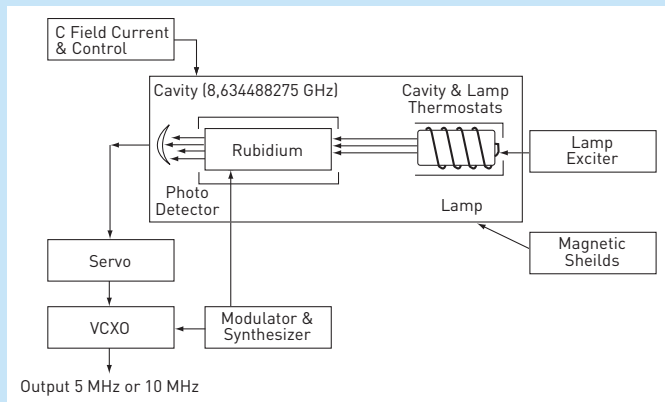 C Field Current
& Control
Cavity (8,634488275 GHz)
Cavity & Lamp
Thermostats
Rubidium
Lamp
Exciter
Photo
Detector
Lamp
Magnetic
Sheilds
Servo
VCXO
Modulator &
Synthesizer
Output 5 MHz or 10 MHz